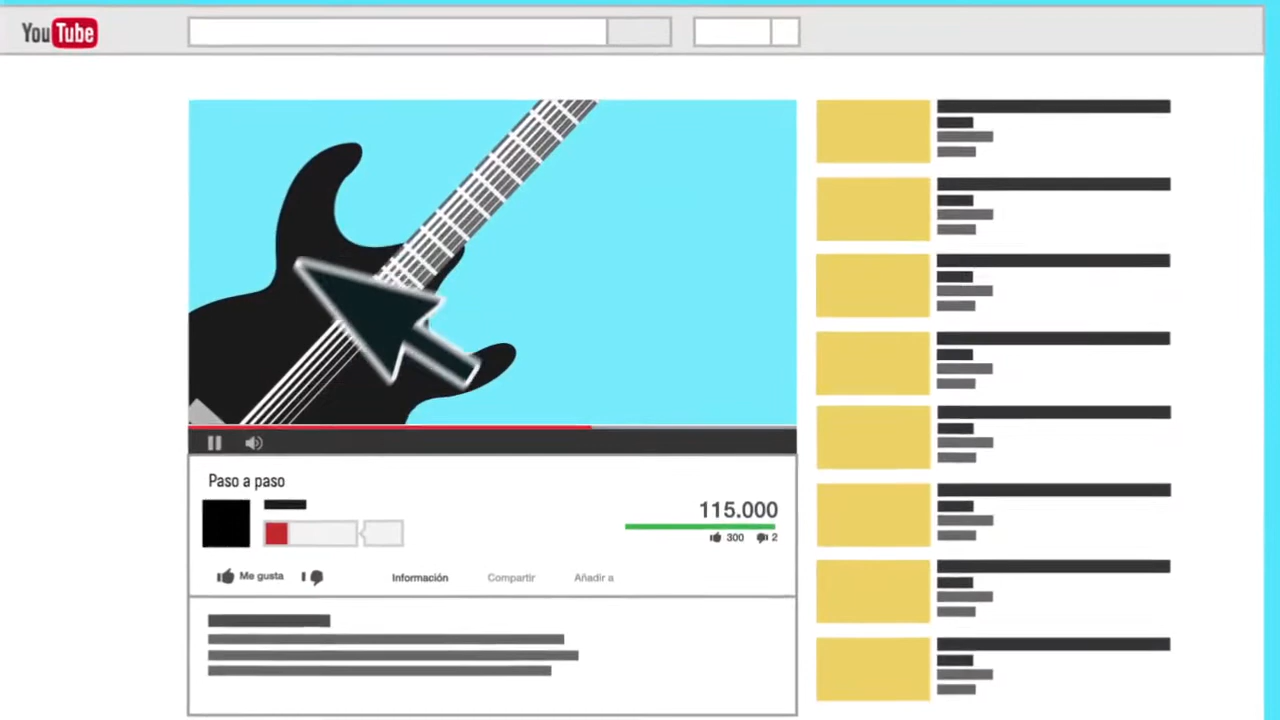 YouTube
Paso a paso
115.000
300 2
Me gusta
Información Compartir Añadir a